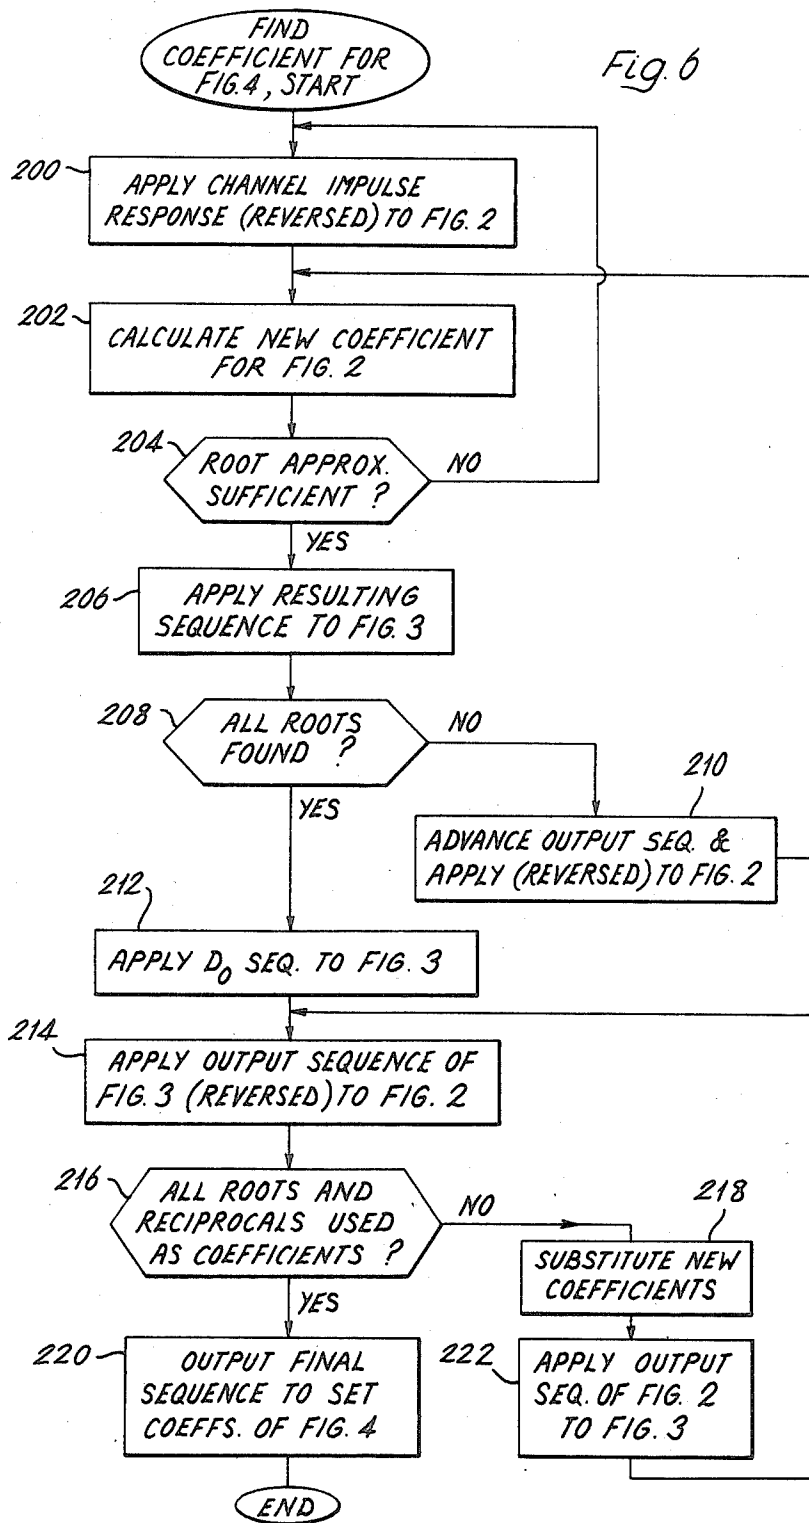 FIND
COEFFICIENT FOR
FIG.4, START
Fig. 6
200
APPLY CHANNEL IMPULSE
RESPONSE (REVERSED) TO FIG. 2
202
CALCULATE NEW COEFFICIENT
FOR FIG. 2
204
ROOT APPROX.
SUFFICIENT ?
NO
YES
206
APPLY RESULTING
SEQUENCE TO FIG. 3
208
ALL ROOTS
FOUND ?
NO
YES
210
ADVANCE OUTPUT SEQ. &
APPLY (REVERSED) TO FIG. 2
212
APPLY D0 SEQ. TO FIG. 3
214
APPLY OUTPUT SEQUENCE OF
FIG. 3 (REVERSED) TO FIG. 2
216
ALL ROOTS AND
RECIPROCALS USED
AS COEFFICIENTS ?
NO
YES
218
SUBSTITUTE NEW
COEFFICIENTS
220
OUTPUT FINAL
SEQUENCE TO SET
COEFFS. OF FIG. 4
222
APPLY OUTPUT
SEQ. OF FIG. 2
TO FIG. 3
END